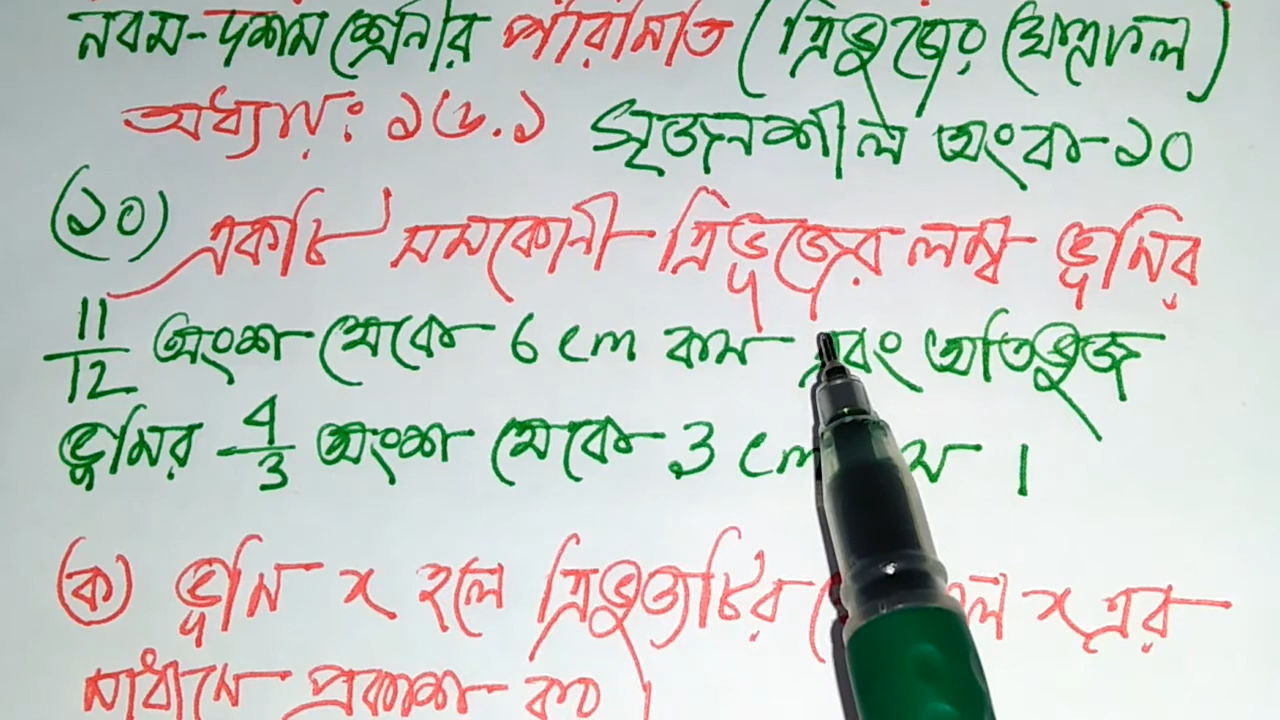 নবম-দশম শ্রেনীর পরিমিতি (ত্রিভুজের ক্ষেত্রফল)
অধ্যায়: ১৬.১ সৃজনশীল অংক-১০
(১০) একটি সমকোনী ত্রিভূজের লম্ব ভূমির
11/12 অংশ থেকে 6 cm কম এবং অতিভুজ
ভুমির 4/3 অংশ থেকে 3 cm ।
(ক) ভূমি x হলে ত্রিভুজটির x এর
মাধ্যমে প্রকাশ কর ।